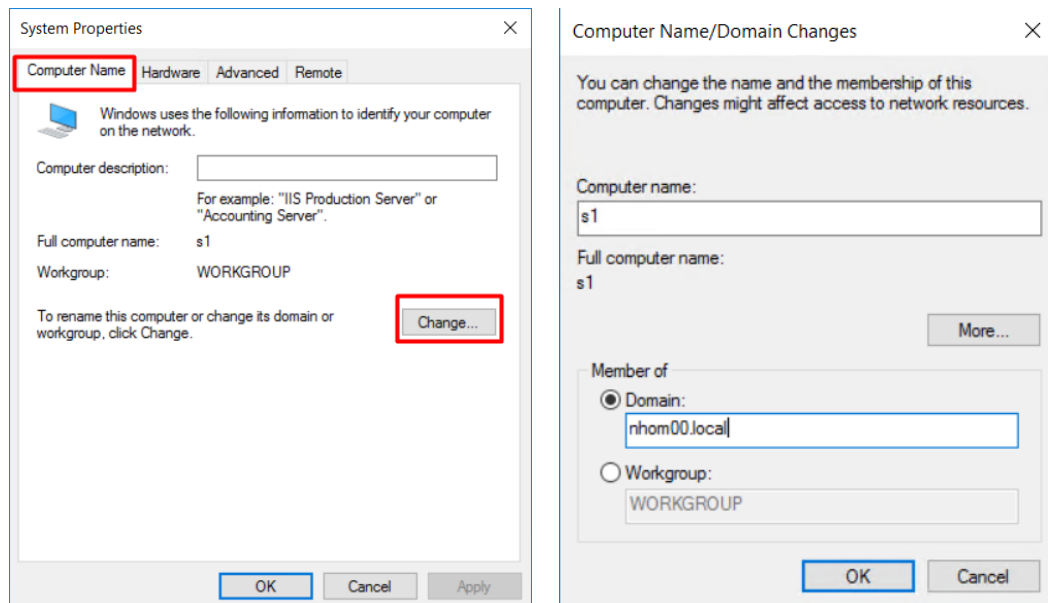 System Properties
Computer Name
Hardware
Advanced
Remote
Windows uses the following information to identify your computer
on the network.
Computer description:
For example: "IIS Production Server" or
"Accounting Server".
Full computer name:
s1
Workgroup:
WORKGROUP
To rename this computer or change its domain or
workgroup, click Change.
Change...
OK
Cancel
Apply
Computer Name/Domain Changes
You can change the name and the membership of this
computer. Changes might affect access to network resources.
Computer name:
s1
Full computer name:
s1
More...
Member of
Domain:
nhom00.local
Workgroup:
WORKGROUP
OK
Cancel